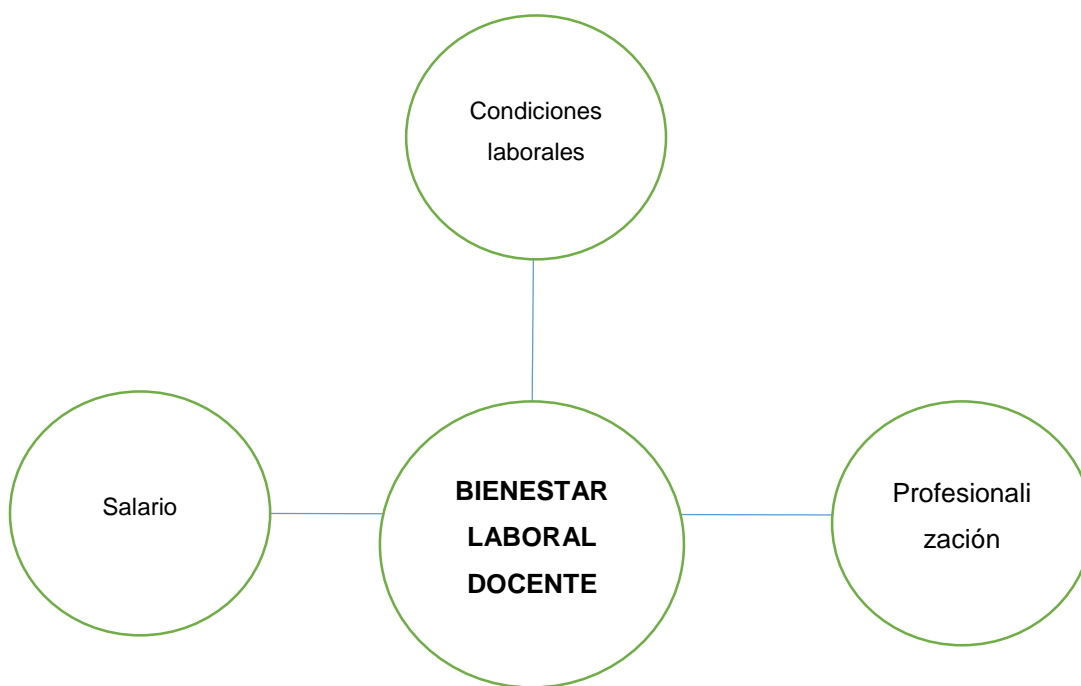 Condiciones
laborales
Salario
BIENESTAR
LABORAL
DOCENTE
Profesionali
zación